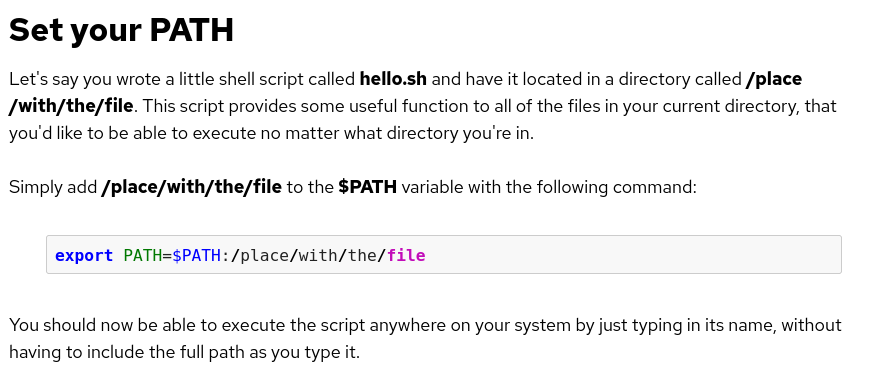 Set your PATH
Let's say you wrote a little shell script called hello.sh and have it located in a directory called /place
/with/the/file. This script provides some useful function to all of the files in your current directory, that
you'd like to be able to execute no matter what directory you're in.
Simply add /place/with/the/file to the $PATH variable with the following command:
export PATH=$PATH:/place/with/the/file
You should now be able to execute the script anywhere on your system by just typing in its name, without
having to include the full path as you type it.